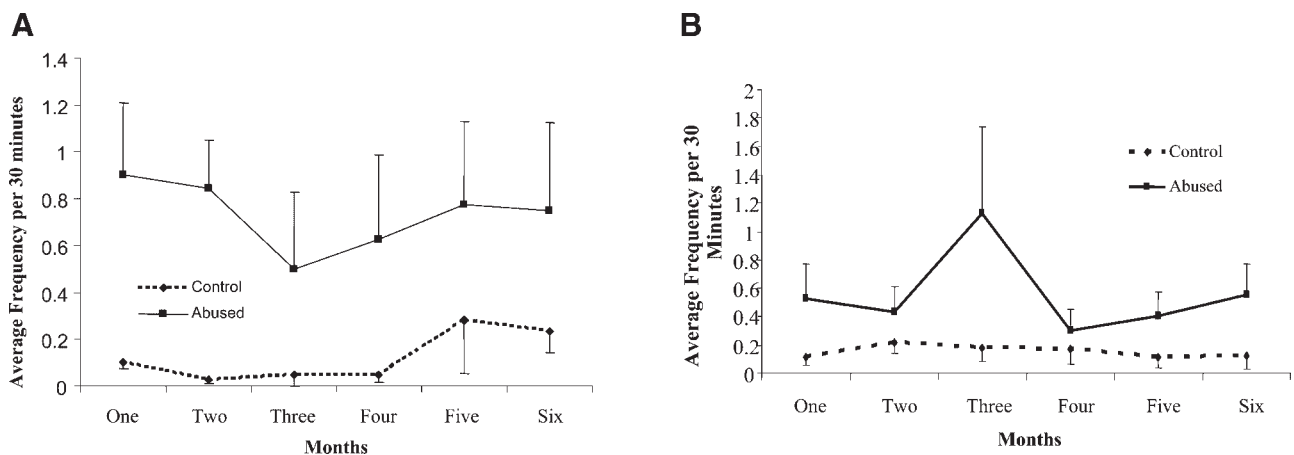 A
Average Frequency per 30 minutes
1.4
1.2
1
0.8
0.6
0.4
0.2
0
Control
Abused
One Two Three Four Five Six
Months
B
Average Frequency per 30
Minutes
2
1.8
1.6
1.4
1.2
1
0.8
0.6
0.4
0.2
0
Control
Abused
One Two Three Four Five Six
Months